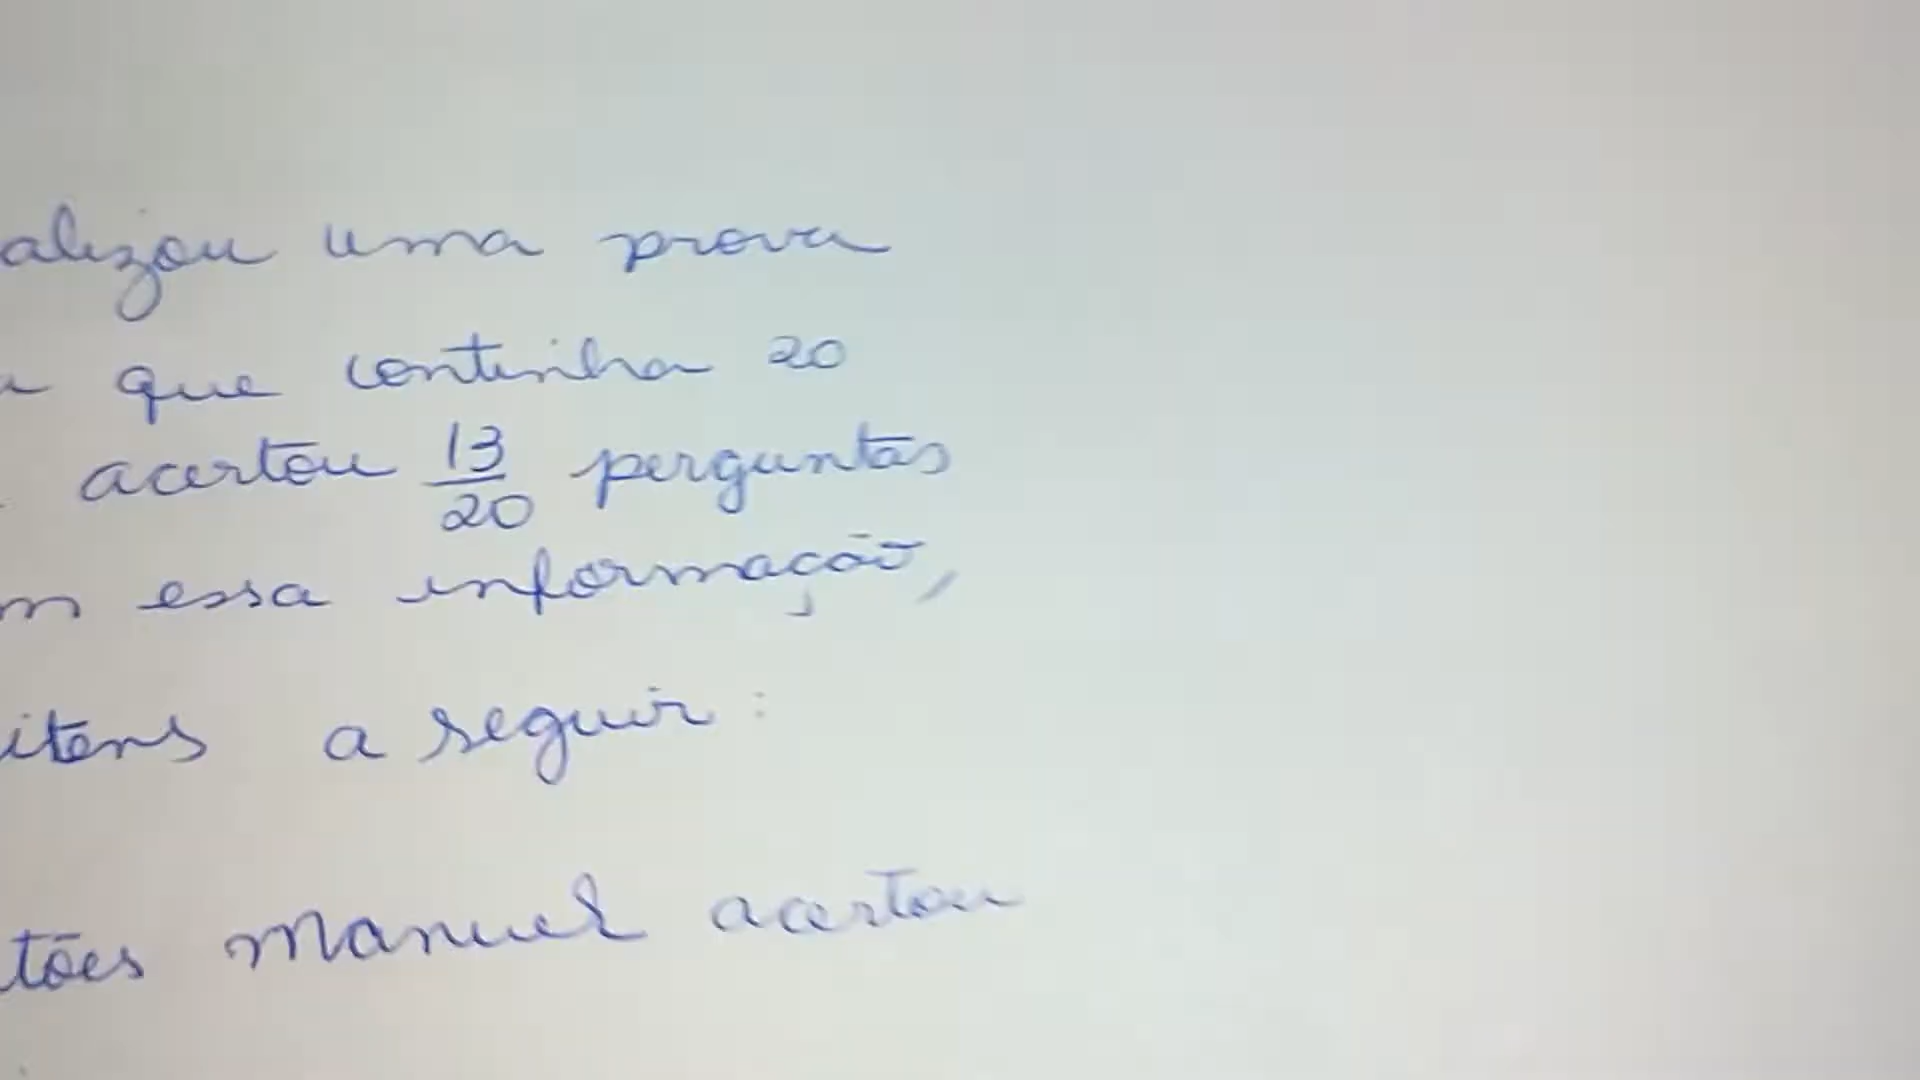 alizou uma prova
a que continha 20
acertou 13/20 perguntas
m essa informação,
itens a seguir:
tões Manuel acertou